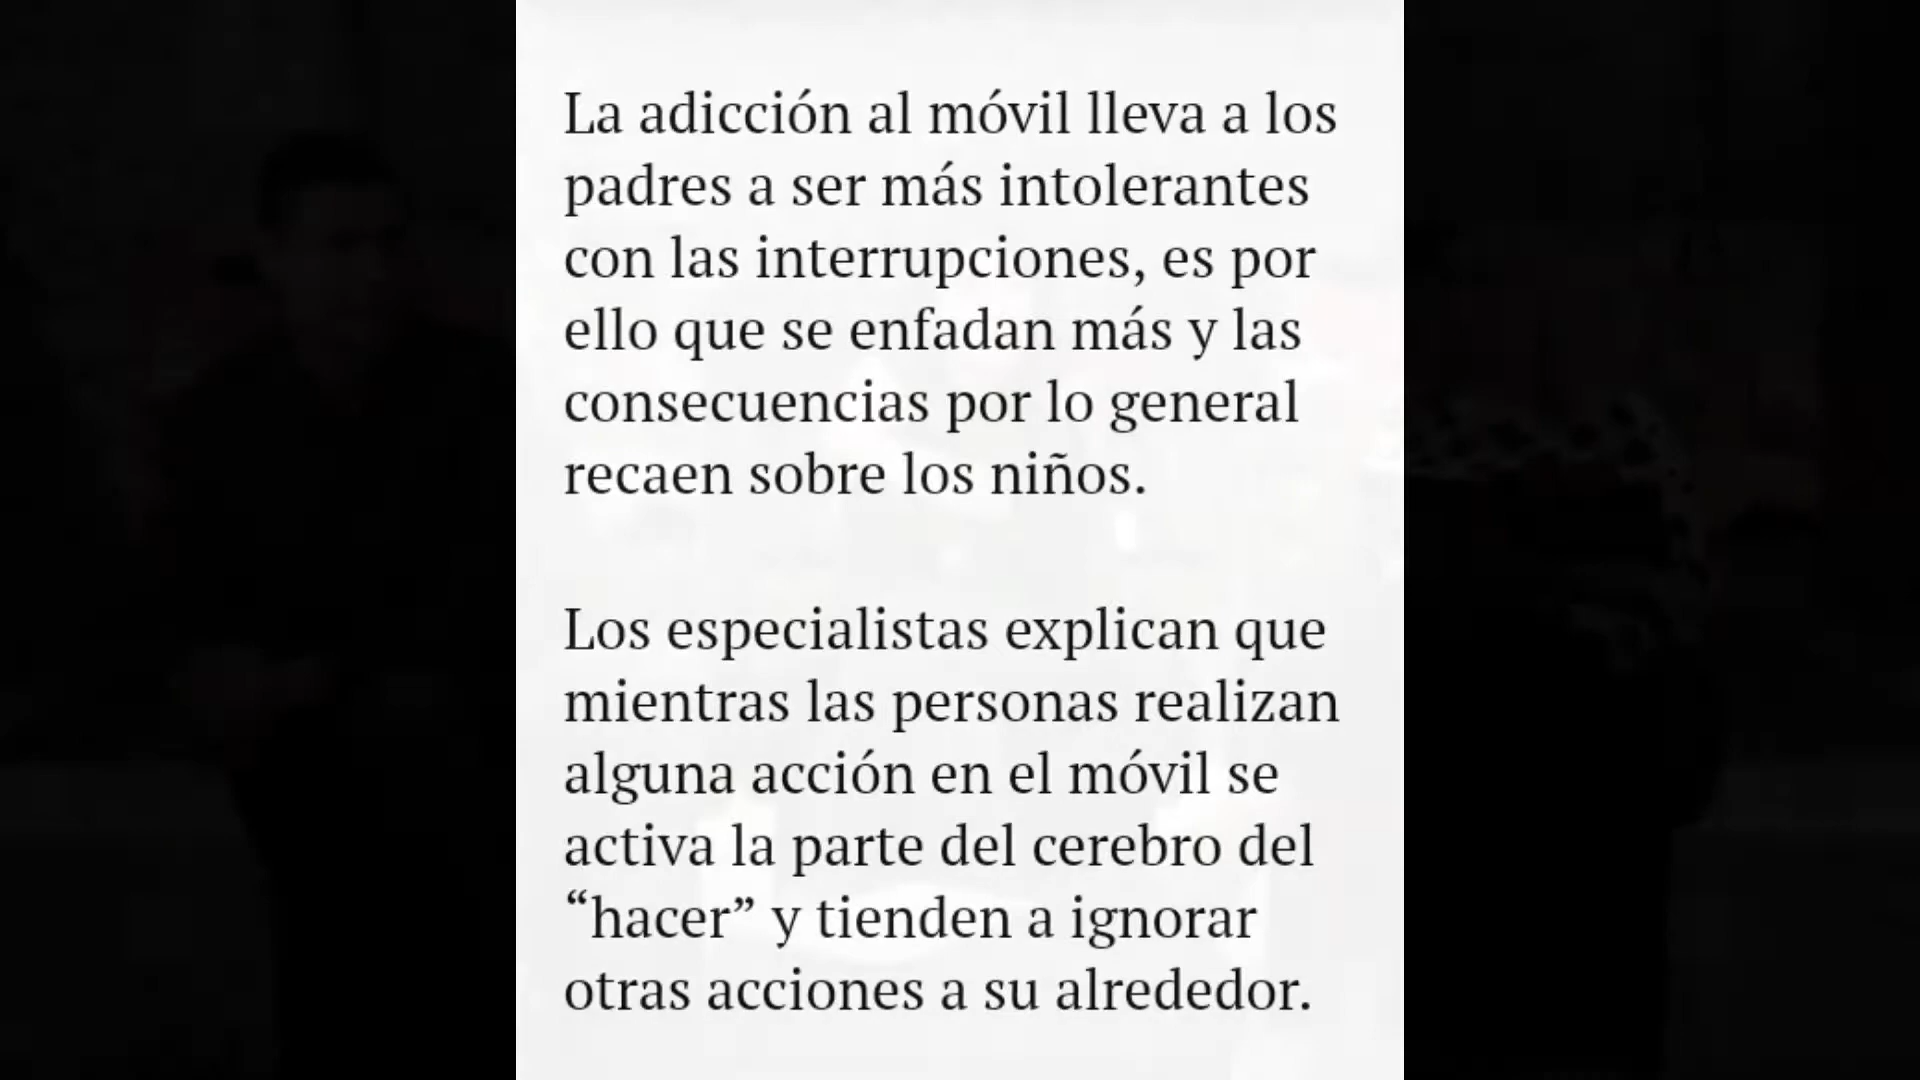 La adicción al móvil lleva a los
padres a ser más intolerantes
con las interrupciones, es por
ello que se enfadan más y las
consecuencias por lo general
recaen sobre los niños.
Los especialistas explican que
mientras las personas realizan
alguna acción en el móvil se
activa la parte del cerebro del
“hacer” y tienden a ignorar
otras acciones a su alrededor.